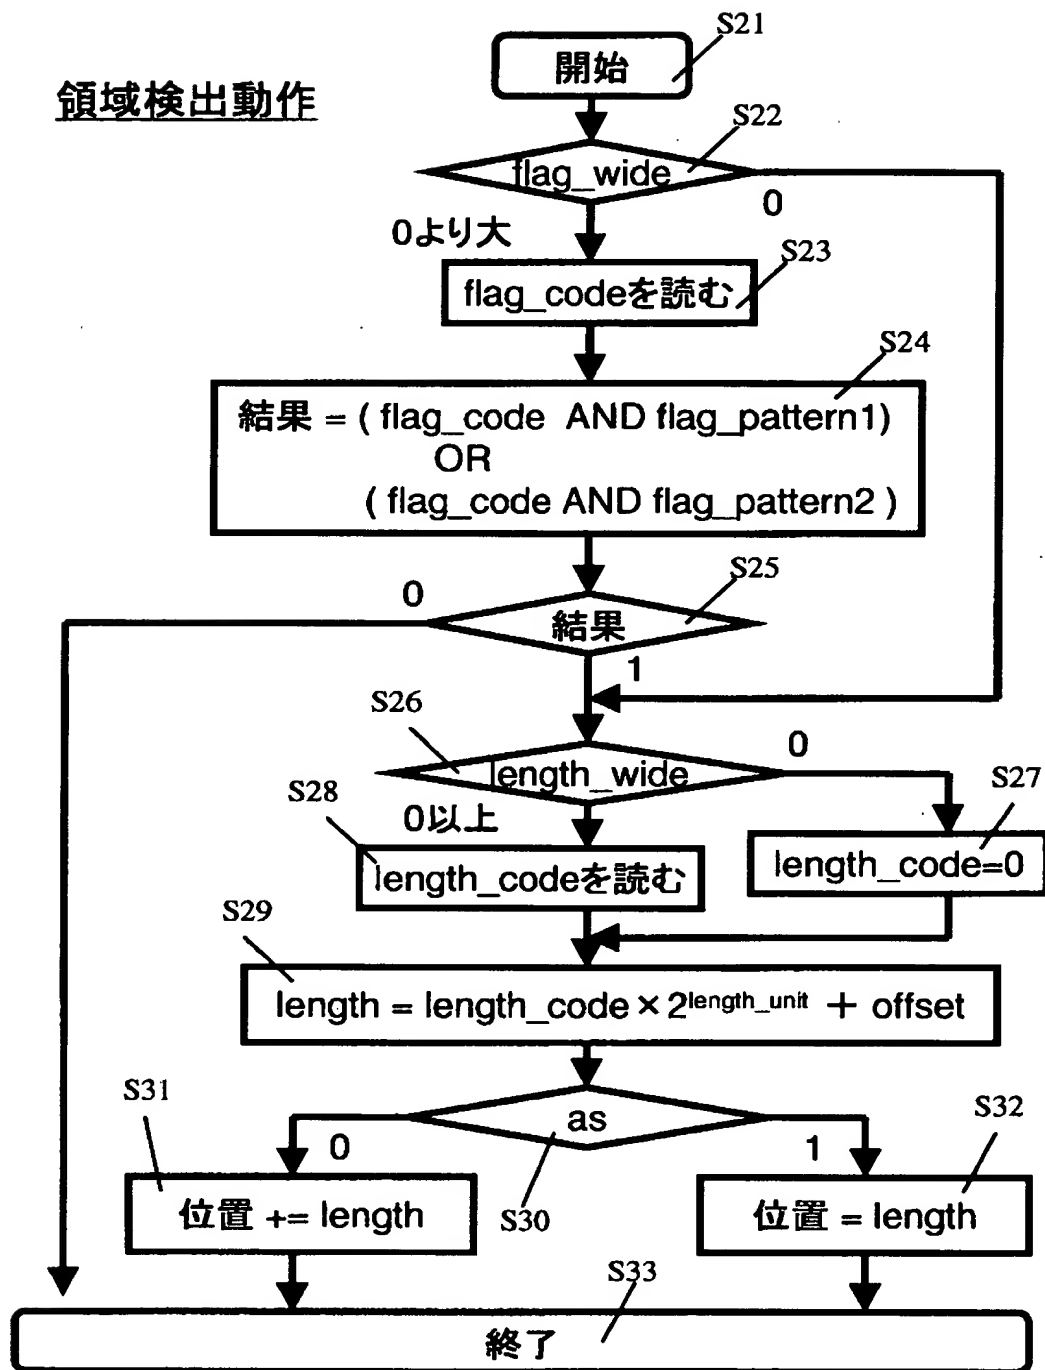 S21
開始
領域検出動作
S22
flag_wide
0
0より大
S23
flag_codeを読む
S24
結果 = ( flag_code AND flag_pattern1)
OR
( flag_code AND flag_pattern2 )
S25
0
結果
1
S26
0
length_wide
S27
S28
0以上
length_code=0
length_codeを読む
S29
length = length_code × 2^length_unit + offset
S31
as
S32
0
1
S30
位置 += length
位置 = length
S33
終了